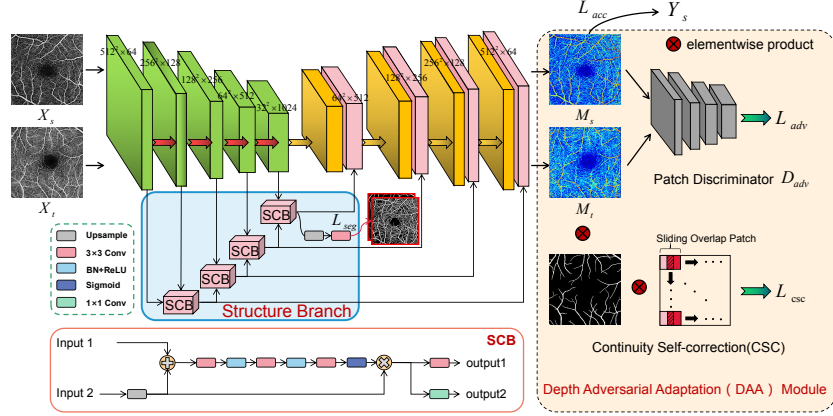 L_acc
Y_s
512²×64
256²×128
128²×256
64²×512
32²×1024
64²×512
128²×256
256²×128
512²×64
elementwise product
X_s
M_s
L_adv
Patch Discriminator D_adv
X_t
M_t
SCB
L_seg
SCB
SCB
SCB
Structure Branch
Upsample
3×3 Conv
BN+ReLU
Sigmoid
1×1 Conv
Sliding Overlap Patch
L_csc
Continuity Self-correction(CSC)
SCB
Input 1
output1
Input 2
output2
Depth Adversarial Adaptation（DAA）Module